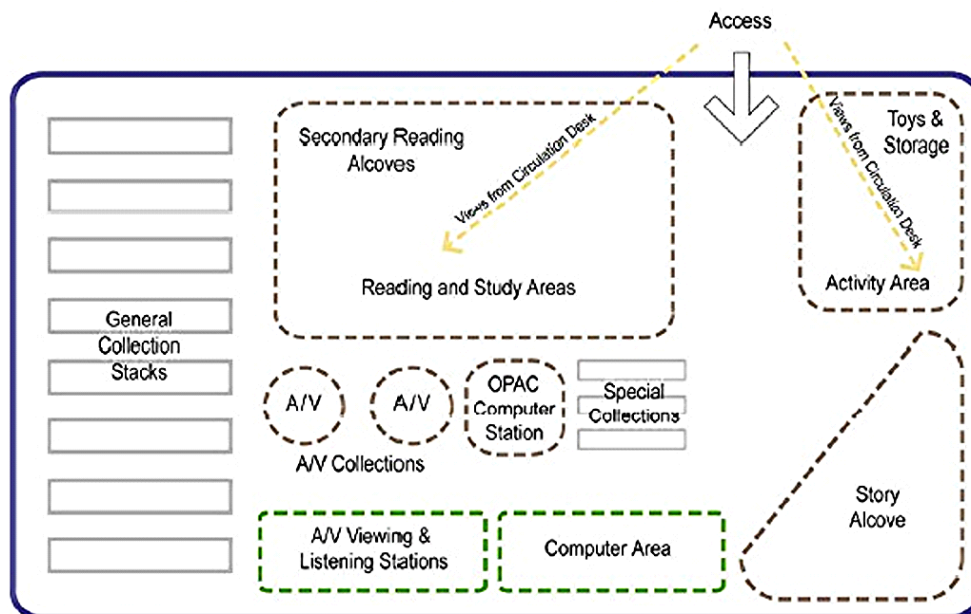 Access
Secondary Reading
Alcoves
Views from Circulation Desk
Reading and Study Areas
Views from Circulation Desk
Toys &
Storage
Activity Area
General
Collection
Stacks
A/V
A/V
A/V Collections
OPAC
Computer
Station
Special
Collections
Story
Alcove
A/V Viewing &
Listening Stations
Computer Area